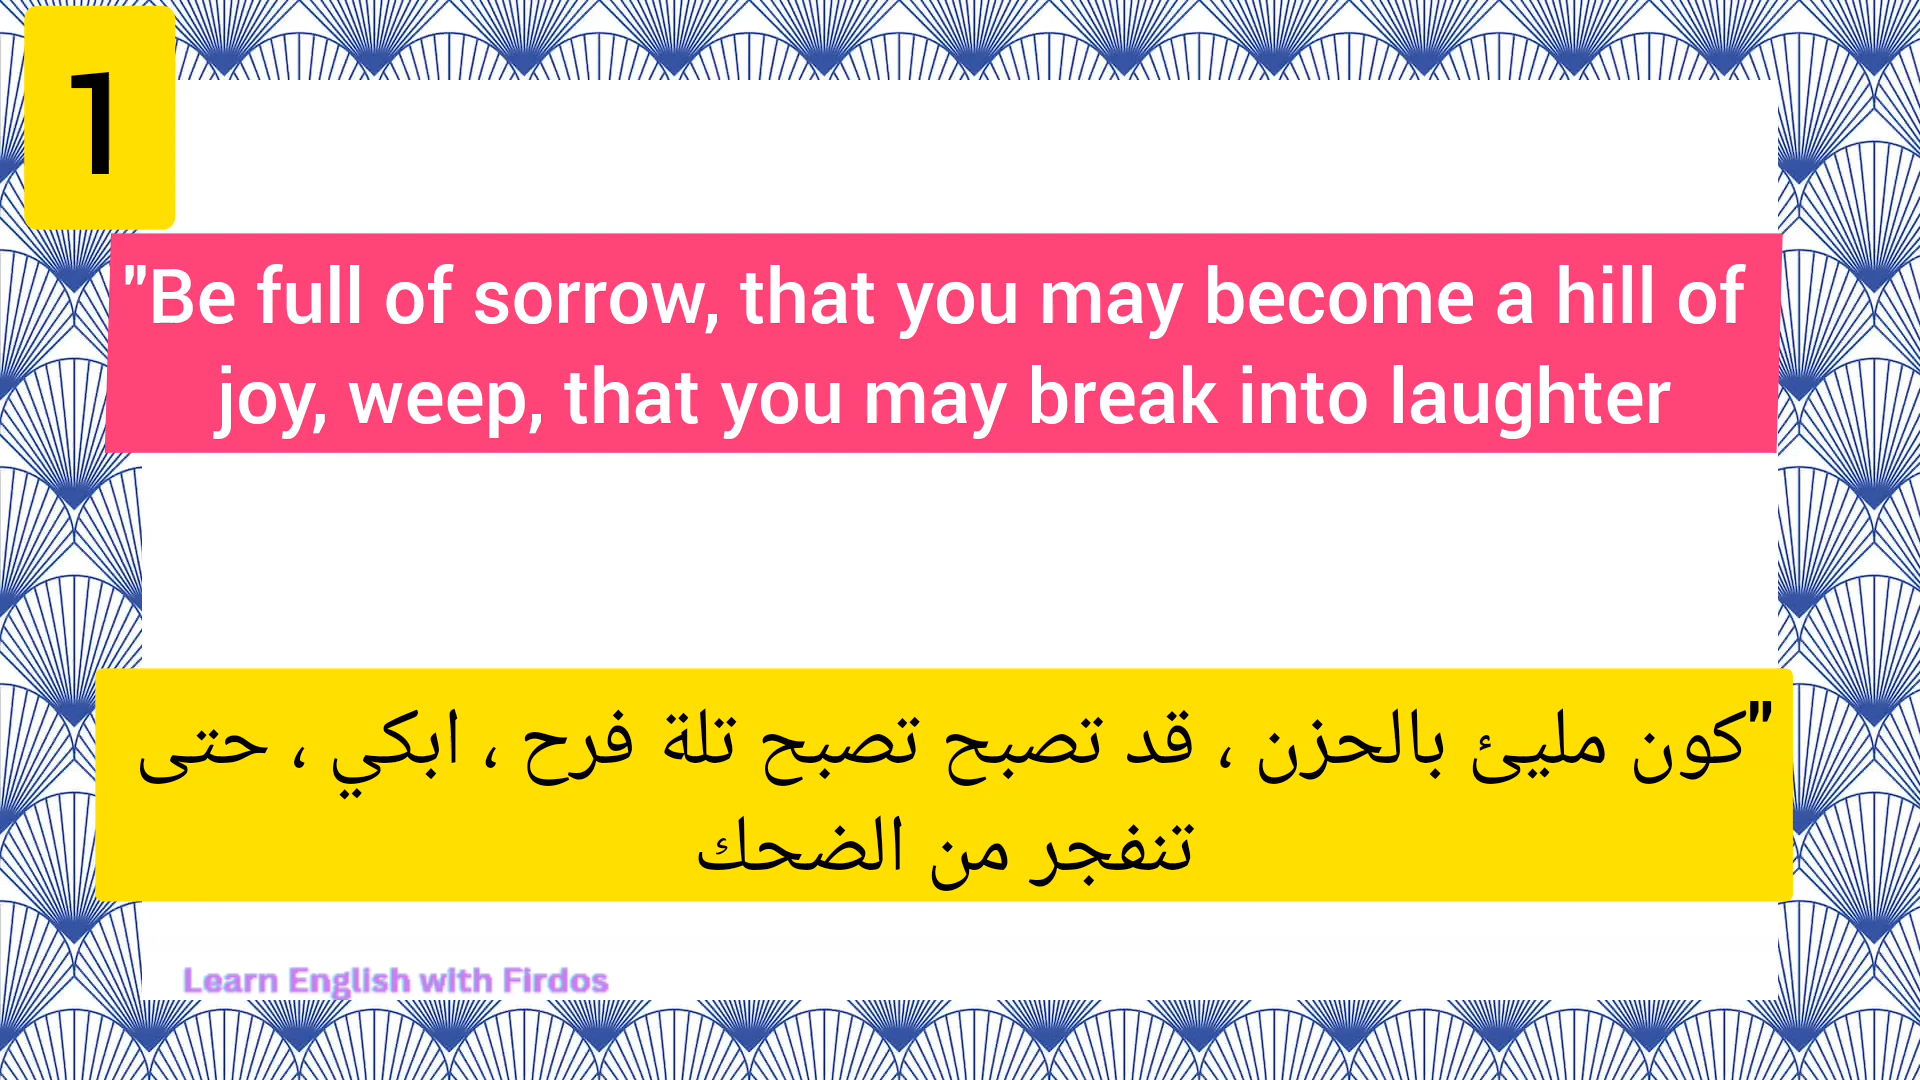 1
"Be full of sorrow, that you may become a hill of
joy, weep, that you may break into laughter
"كون مليئ بالحزن ، قد تصبح تصبح تلة فرح ، ابكي ، حتى
تنفجر من الضحك
Learn English with Firdos